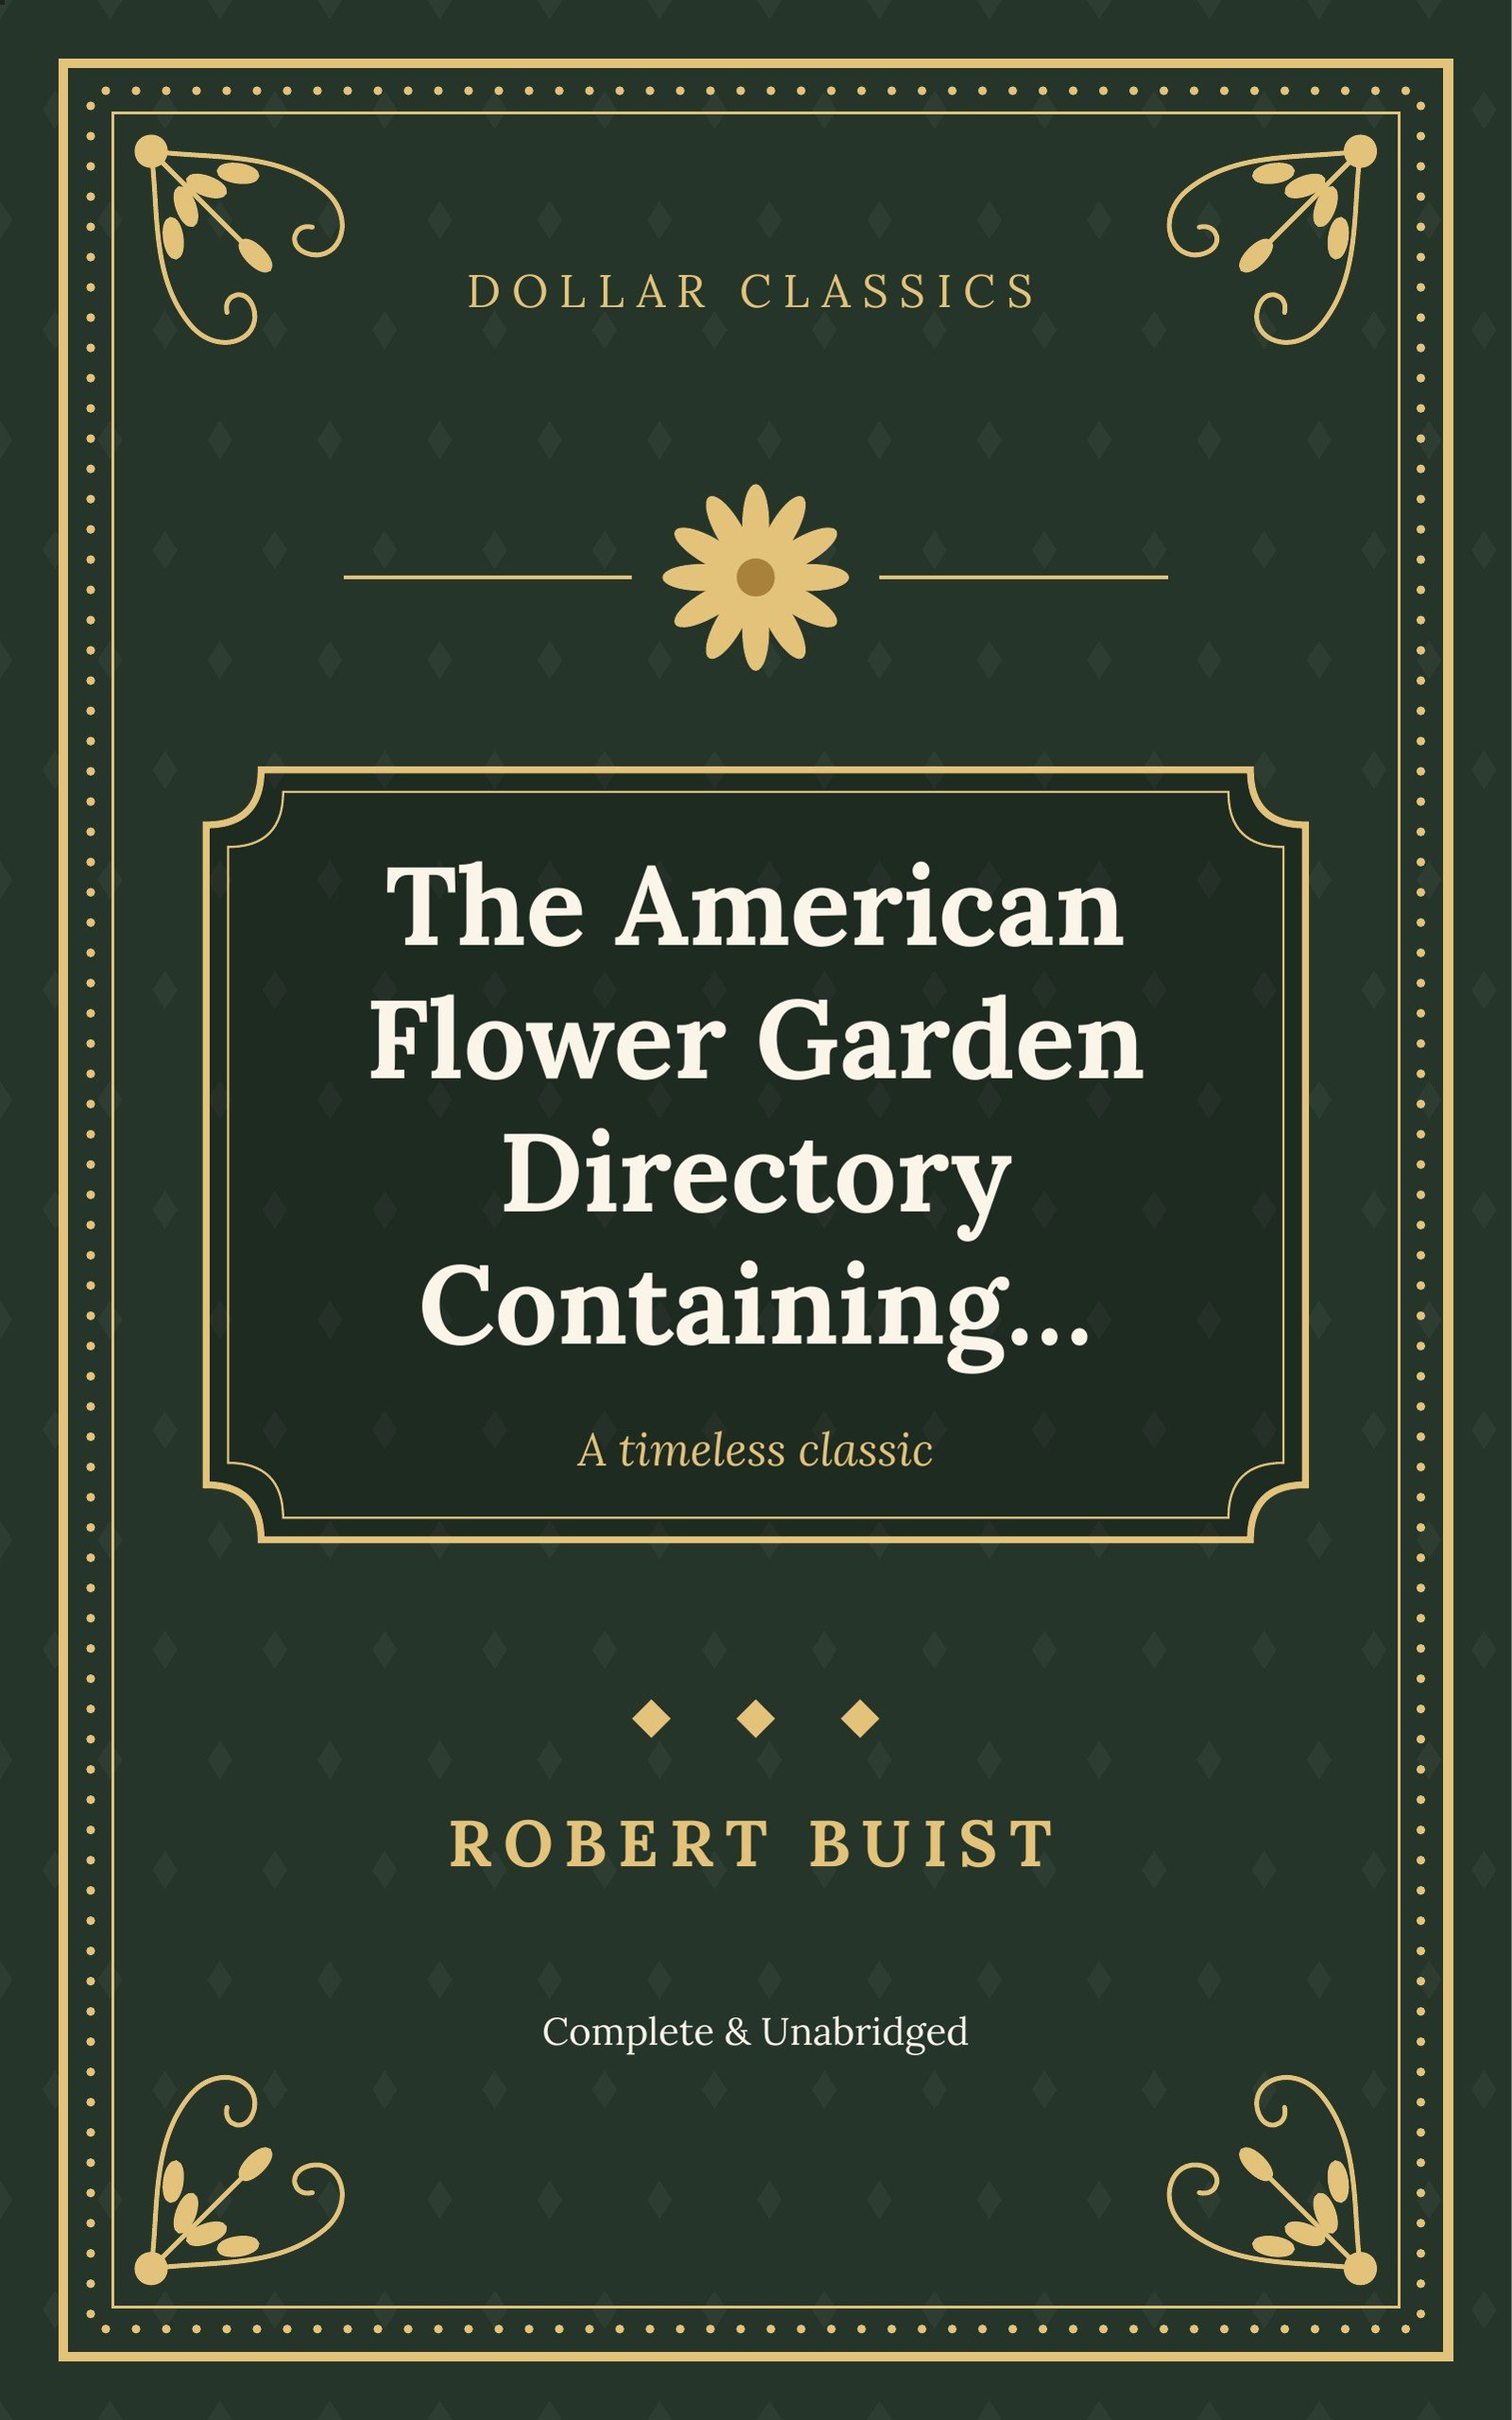 DOLLAR CLASSICS
The American
Flower Garden
Directory
Containing...
A timeless classic
ROBERT BUIST
Complete & Unabridged